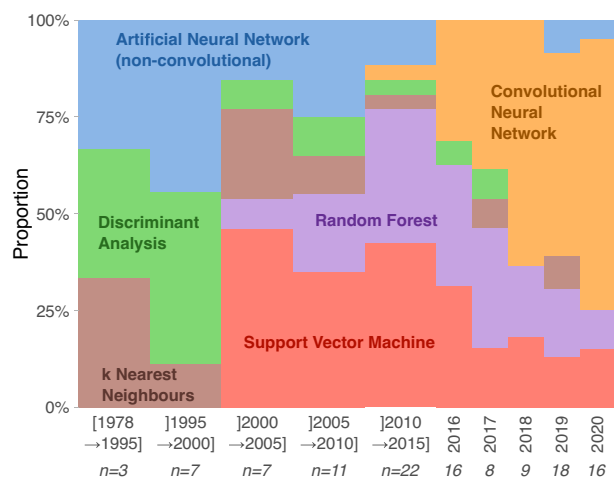 100%
75%
50%
25%
0%
Proportion
Artificial Neural Network
(non-convolutional)
Convolutional
Neural
Network
Discriminant
Analysis
Random Forest
Support Vector Machine
k Nearest
Neighbours
[1978
→1995]
]1995
→2000]
]2000
→2005]
]2005
→2010]
]2010
→2015]
2016
2017
2018
2019
2020
n=3 n=7 n=7 n=11 n=22 16 8 9 18 16